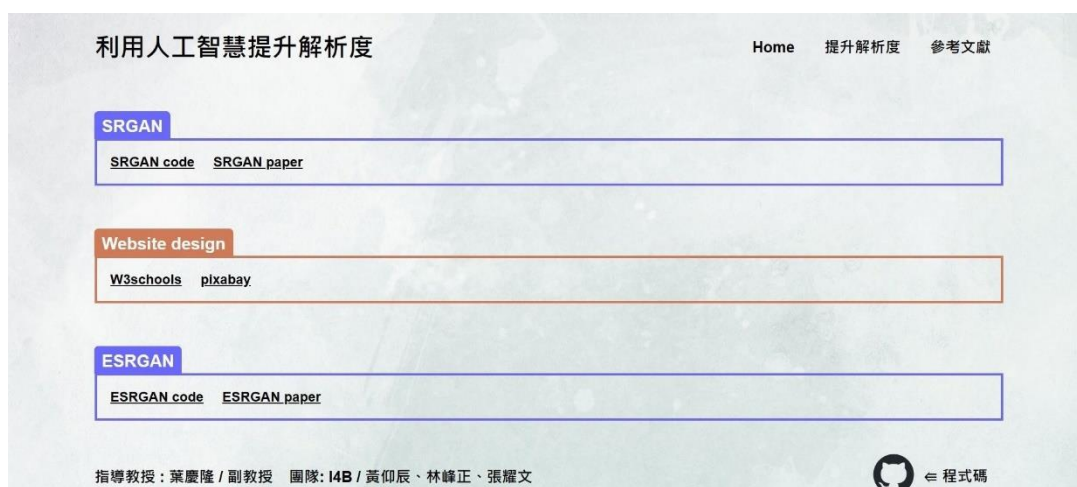 利用人工智慧提升解析度 Home 提升解析度 參考文獻
SRGAN
SRGAN code SRGAN paper
Website design
W3schools pixabay
ESRGAN
ESRGAN code ESRGAN paper
指導教授 : 葉慶隆 / 副教授 團隊: I4B / 黃仰辰、林峰正、張耀文 ⋲ 程式碼